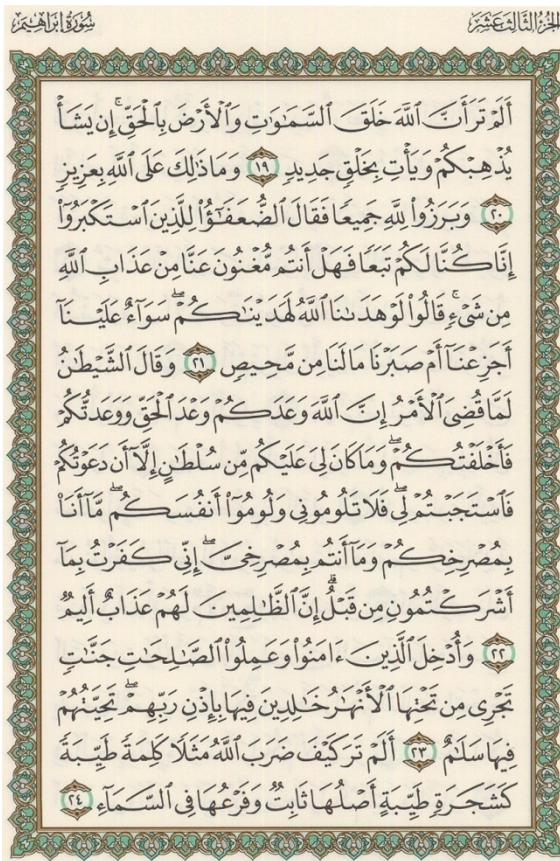 الجزء الثالث عشر
سورة إبراهيم
أَلَمْ تَرَ أَنَّ ٱللَّهَ خَلَقَ ٱلسَّمَٰوَٰتِ وَٱلْأَرْضَ بِٱلْحَقِّ ۚ إِن يَشَأْ
يُذْهِبْكُمْ وَيَأْتِ بِخَلْقٍ جَدِيدٍ ١٩ وَمَا ذَٰلِكَ عَلَى ٱللَّهِ بِعَزِيزٍ
٢٠ وَبَرَزُوا۟ لِلَّهِ جَمِيعًا فَقَالَ ٱلضُّعَفَٰٓؤُا۟ لِلَّذِينَ ٱسْتَكْبَرُوٓا۟
إِنَّا كُنَّا لَكُمْ تَبَعًا فَهَلْ أَنتُم مُّغْنُونَ عَنَّا مِنْ عَذَابِ ٱللَّهِ
مِن شَىْءٍ ۚ قَالُوا۟ لَوْ هَدَىٰنَا ٱللَّهُ لَهَدَيْنَٰكُمْ ۖ سَوَآءٌ عَلَيْنَآ
أَجَزِعْنَآ أَمْ صَبَرْنَا مَا لَنَا مِن مَّحِيصٍ ٢١ وَقَالَ ٱلشَّيْطَٰنُ
لَمَّا قُضِىَ ٱلْأَمْرُ إِنَّ ٱللَّهَ وَعَدَكُمْ وَعْدَ ٱلْحَقِّ وَوَعَدتُّكُمْ
فَأَخْلَفْتُكُمْ ۖ وَمَا كَانَ لِىَ عَلَيْكُم مِّن سُلْطَٰنٍ إِلَّآ أَن دَعَوْتُكُمْ
فَٱسْتَجَبْتُمْ لِى ۖ فَلَا تَلُومُونِى وَلُومُوٓا۟ أَنفُسَكُم ۖ مَّآ أَنَا۠
بِمُصْرِخِكُمْ وَمَآ أَنتُم بِمُصْرِخِىَّ ۖ إِنِّى كَفَرْتُ بِمَآ
أَشْرَكْتُمُونِ مِن قَبْلُ ۗ إِنَّ ٱلظَّٰلِمِينَ لَهُمْ عَذَابٌ أَلِيمٌ
٢٢ وَأُدْخِلَ ٱلَّذِينَ ءَامَنُوا۟ وَعَمِلُوا۟ ٱلصَّٰلِحَٰتِ جَنَّٰتٍ
تَجْرِى مِن تَحْتِهَا ٱلْأَنْهَٰرُ خَٰلِدِينَ فِيهَا بِإِذْنِ رَبِّهِمْ ۖ تَحِيَّتُهُمْ
فِيهَا سَلَٰمٌ ٢٣ أَلَمْ تَرَ كَيْفَ ضَرَبَ ٱللَّهُ مَثَلًا كَلِمَةً طَيِّبَةً
كَشَجَرَةٍ طَيِّبَةٍ أَصْلُهَا ثَابِتٌ وَفَرْعُهَا فِى ٱلسَّمَآءِ ٢٤